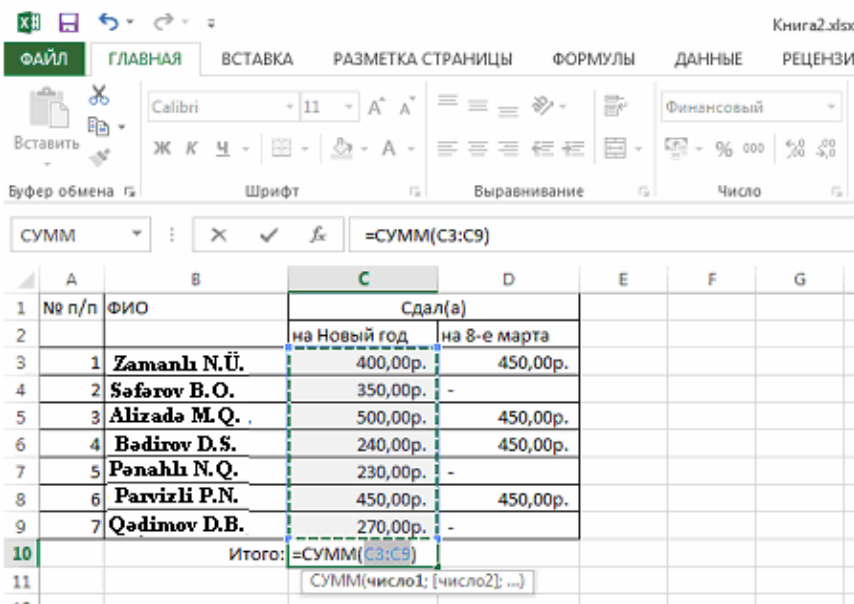 Книга2.xlsx
ФАЙЛ ГЛАВНАЯ ВСТАВКА РАЗМЕТКА СТРАНИЦЫ ФОРМУЛЫ ДАННЫЕ РЕЦЕНЗИ
Calibri 11 Финансовый
Вставить Ж К Ч % 000
Буфер обмена Шрифт Выравнивание Число
СУММ fx =СУММ(C3:C9)
A B C D E F G
1 № п/п ФИО Сдал(а)
2 на Новый год на 8-е марта
3 1 Zamanlı N.Ü. 400,00р. 450,00р.
4 2 Səfərov B.O. 350,00р. -
5 3 Alizadə M.Q. 500,00р. 450,00р.
6 4 Bədirov D.S. 240,00р. 450,00р.
7 5 Pənahlı N.Q. 230,00р. -
8 6 Parvizli P.N. 450,00р. 450,00р.
9 7 Qədimov D.B. 270,00р. -
10 Итого: =СУММ(C3:C9)
11 СУММ(число1; [число2]; ...)